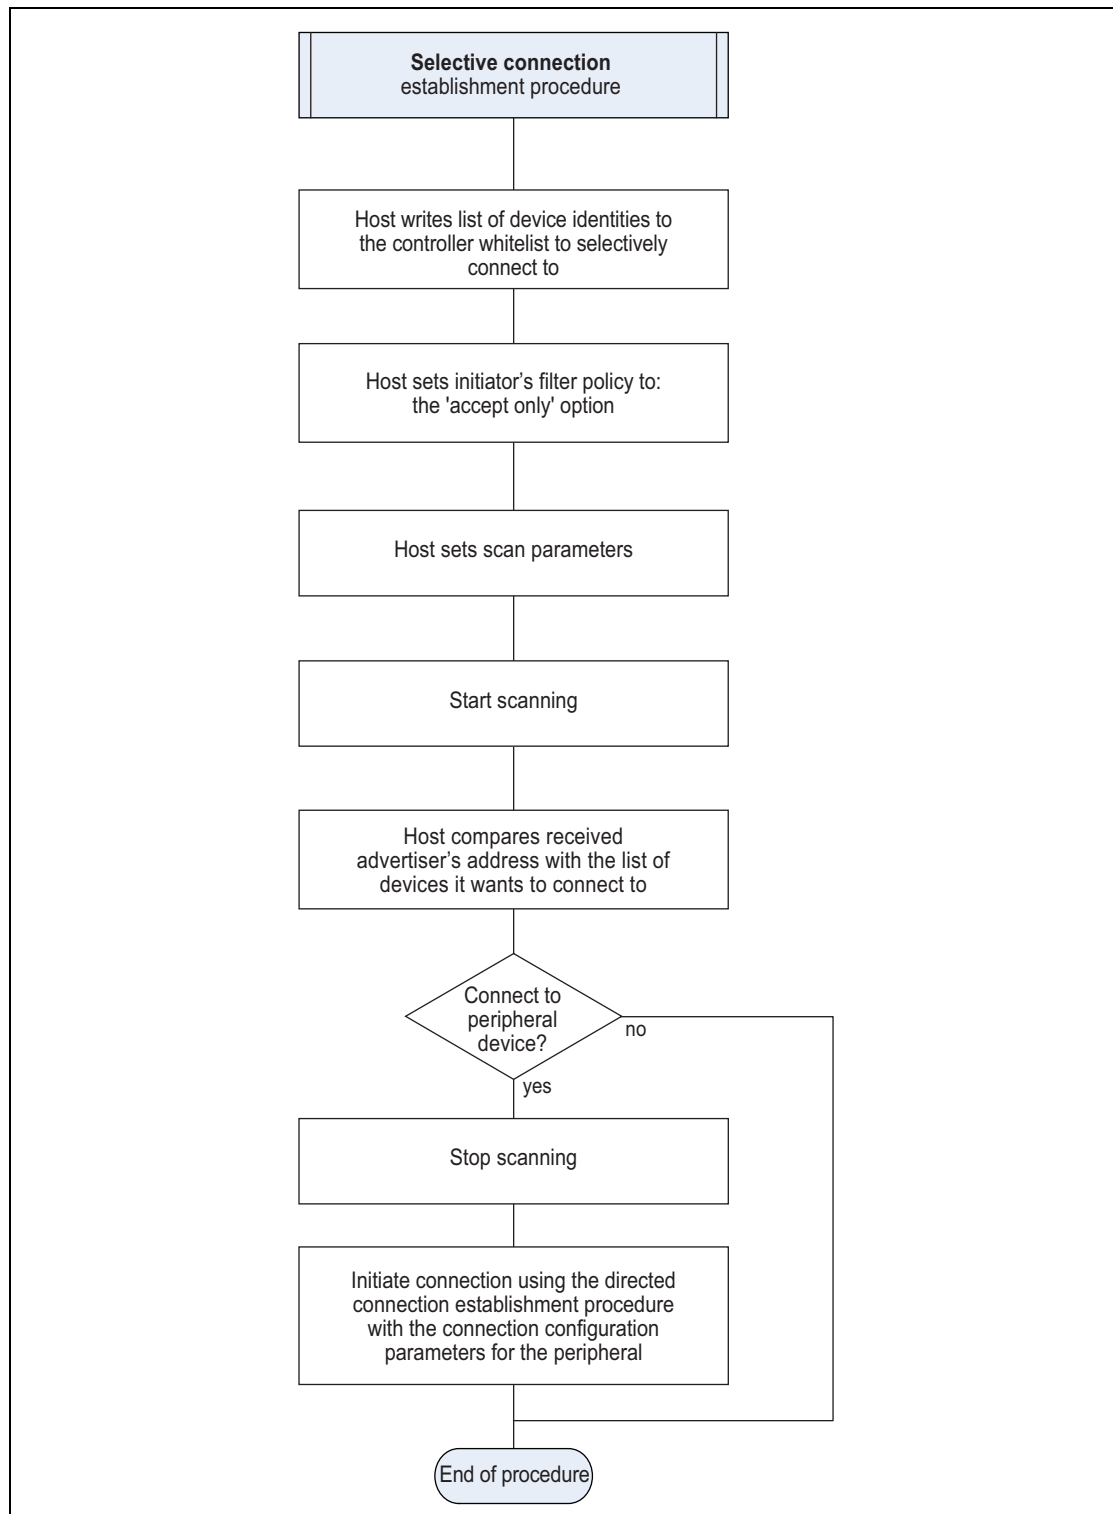 Selective connection
establishment procedure
Host writes list of device identities to
the controller whitelist to selectively
connect to
Host sets initiator’s filter policy to:
the 'accept only' option
Host sets scan parameters
Start scanning
Host compares received
advertiser’s address with the list of
devices it wants to connect to
Connect to
peripheral
device?
no
yes
Stop scanning
Initiate connection using the directed
connection establishment procedure
with the connection configuration
parameters for the peripheral
End of procedure